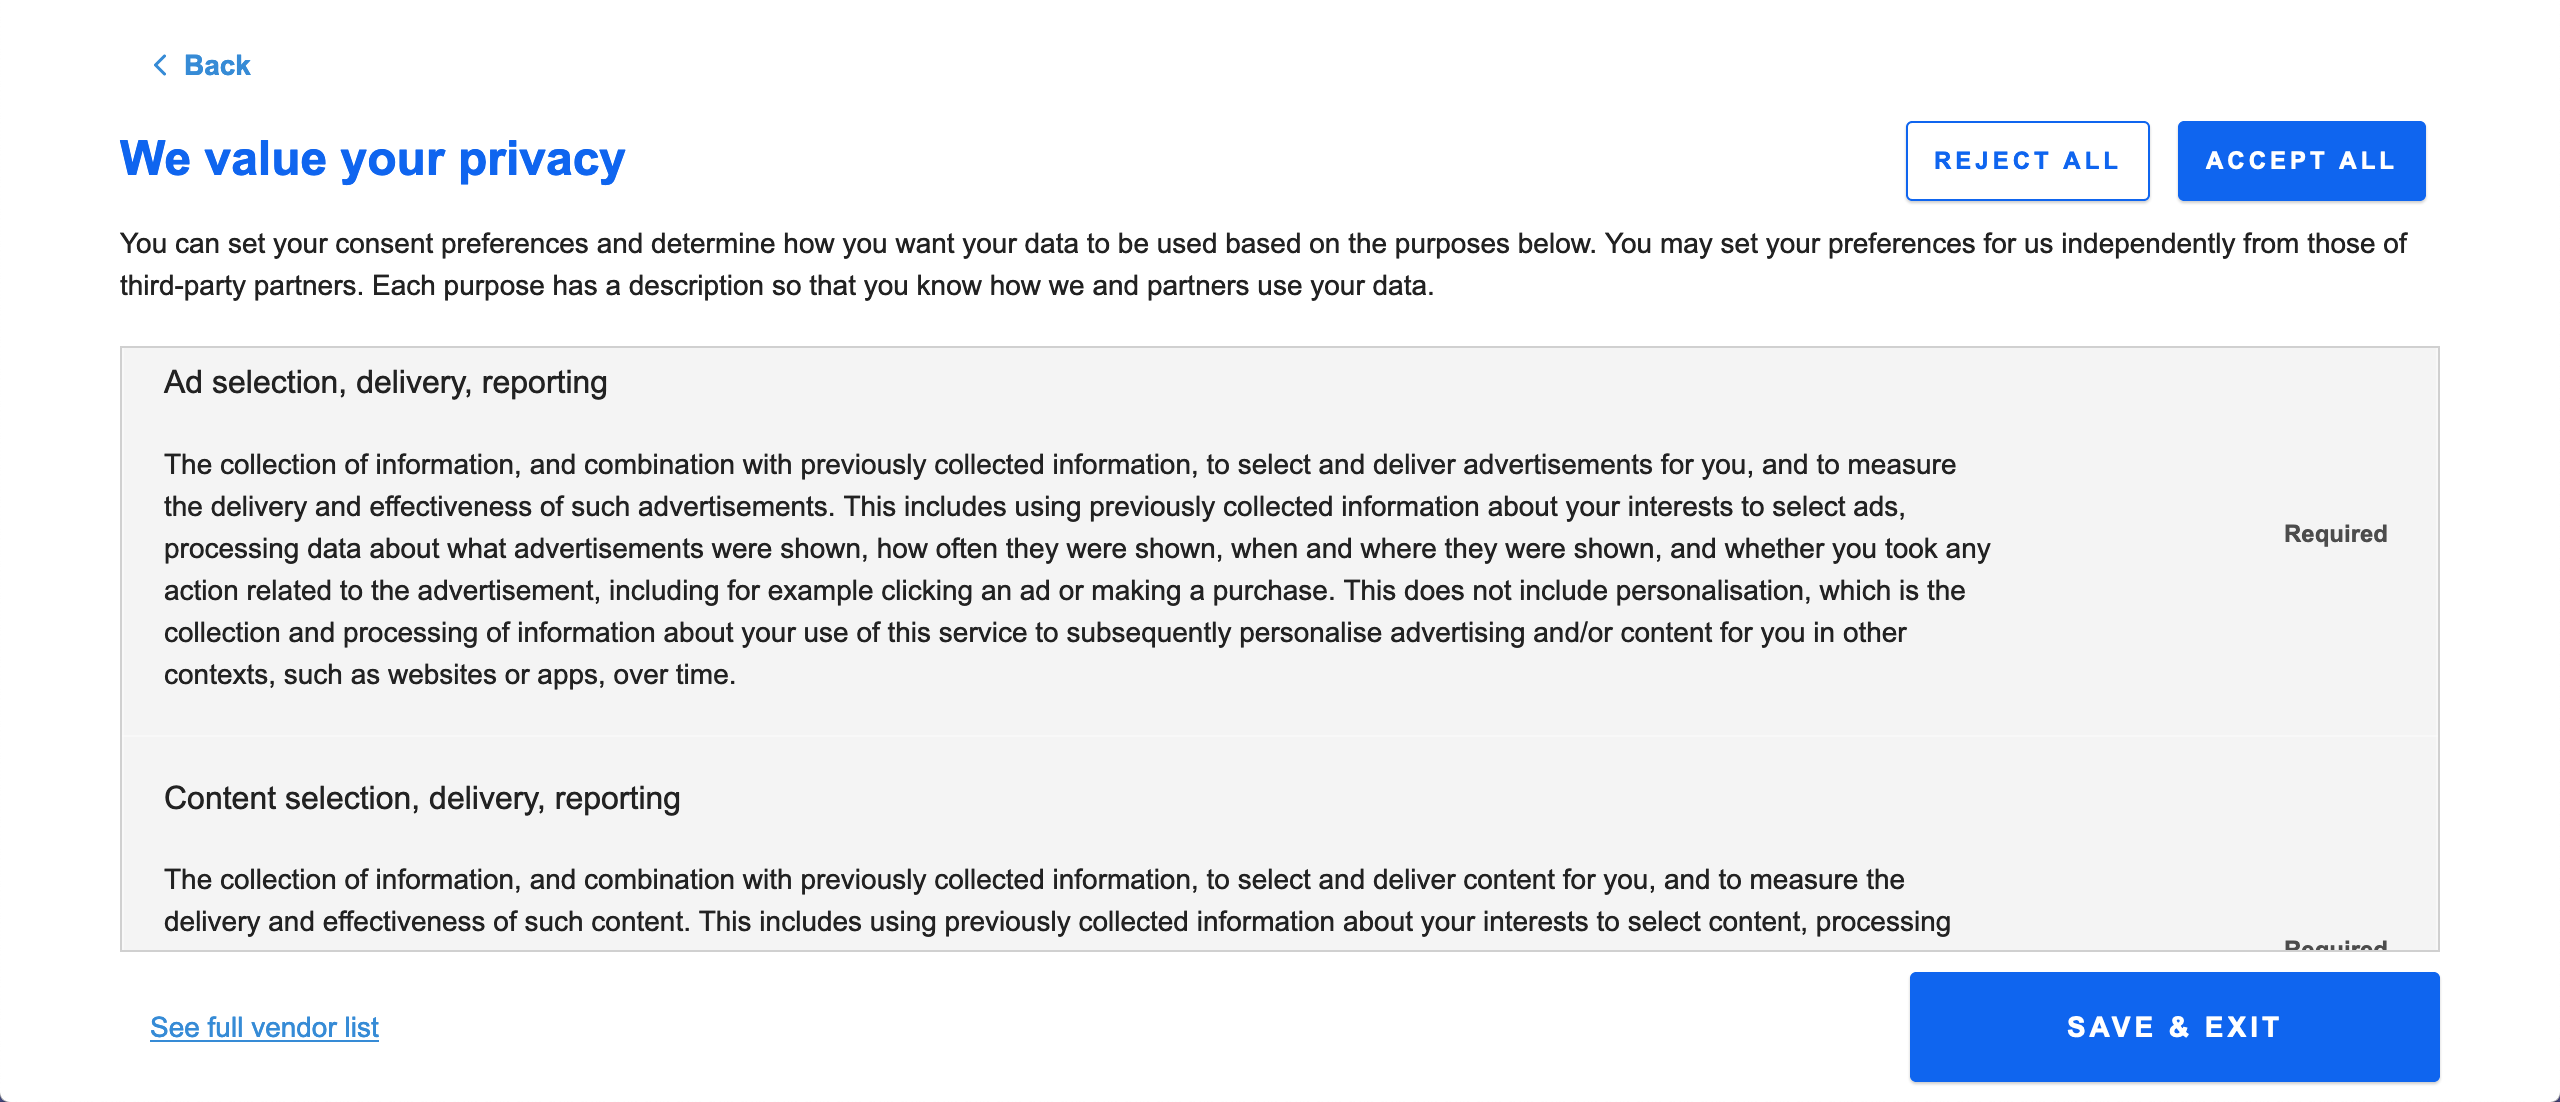 Back
We value your privacy
REJECT ALL
ACCEPT ALL
You can set your consent preferences and determine how you want your data to be used based on the purposes below. You may set your preferences for us independently from those of
third-party partners. Each purpose has a description so that you know how we and partners use your data.
Ad selection, delivery, reporting
The collection of information, and combination with previously collected information, to select and deliver advertisements for you, and to measure
the delivery and effectiveness of such advertisements. This includes using previously collected information about your interests to select ads,
processing data about what advertisements were shown, how often they were shown, when and where they were shown, and whether you took any
action related to the advertisement, including for example clicking an ad or making a purchase. This does not include personalisation, which is the
collection and processing of information about your use of this service to subsequently personalise advertising and/or content for you in other
contexts, such as websites or apps, over time.
Required
Content selection, delivery, reporting
The collection of information, and combination with previously collected information, to select and deliver content for you, and to measure the
delivery and effectiveness of such content. This includes using previously collected information about your interests to select content, processing
Required
See full vendor list
SAVE & EXIT